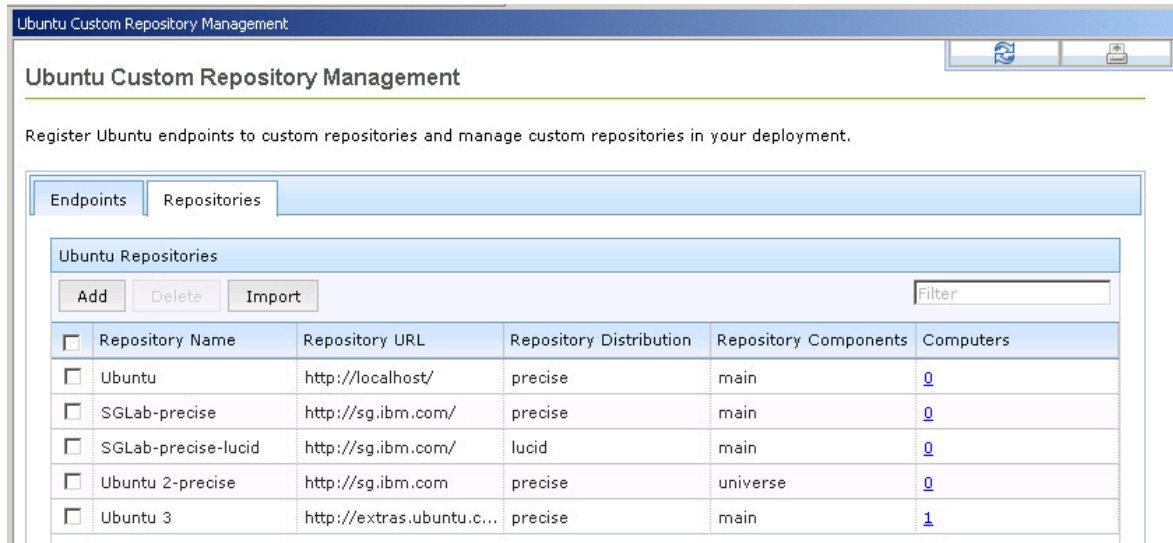 Ubuntu Custom Repository Management
Ubuntu Custom Repository Management
Register Ubuntu endpoints to custom repositories and manage custom repositories in your deployment.
Endpoints Repositories
Ubuntu Repositories
Add Delete Import Filter
Repository Name Repository URL Repository Distribution Repository Components Computers
Ubuntu http://localhost/ precise main 0
SGLab-precise http://sg.ibm.com/ precise main 0
SGLab-precise-lucid http://sg.ibm.com/ lucid main 0
Ubuntu 2-precise http://sg.ibm.com precise universe 0
Ubuntu 3 http://extras.ubuntu.c... precise main 1